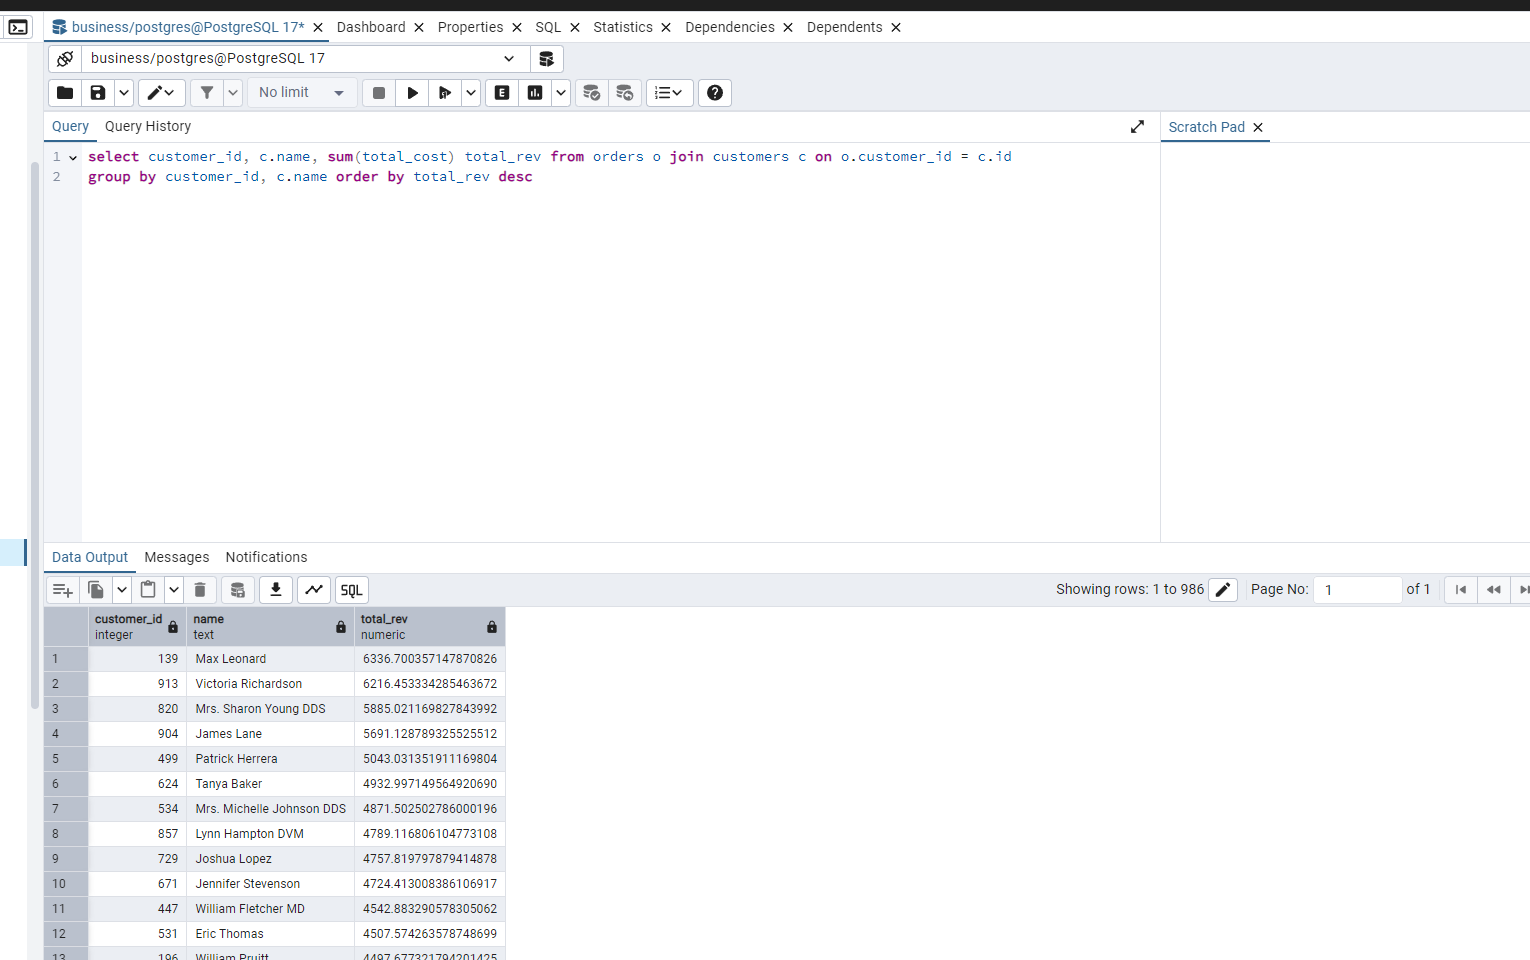 business/postgres@PostgreSQL 17* Dashboard Properties SQL Statistics Dependencies Dependents
business/postgres@PostgreSQL 17
No limit E
Query Query History Scratch Pad
1 select customer_id, c.name, sum(total_cost) total_rev from orders o join customers c on o.customer_id = c.id
2 group by customer_id, c.name order by total_rev desc
Data Output Messages Notifications
SQL Showing rows: 1 to 986 Page No: 1 of 1
customer_id name total_rev
integer text numeric
1 139 Max Leonard 6336.700357147870826
2 913 Victoria Richardson 6216.453334285463672
3 820 Mrs. Sharon Young DDS 5885.021169827843992
4 904 James Lane 5691.128789325525512
5 499 Patrick Herrera 5043.031351911169804
6 624 Tanya Baker 4932.997149564920690
7 534 Mrs. Michelle Johnson DDS 4871.502502786000196
8 857 Lynn Hampton DVM 4789.116806104773108
9 729 Joshua Lopez 4757.819797879414878
10 671 Jennifer Stevenson 4724.413008386106917
11 447 William Fletcher MD 4542.883290578305062
12 531 Eric Thomas 4507.574263578748699
13 196 William Pruitt 4497.677321794201425